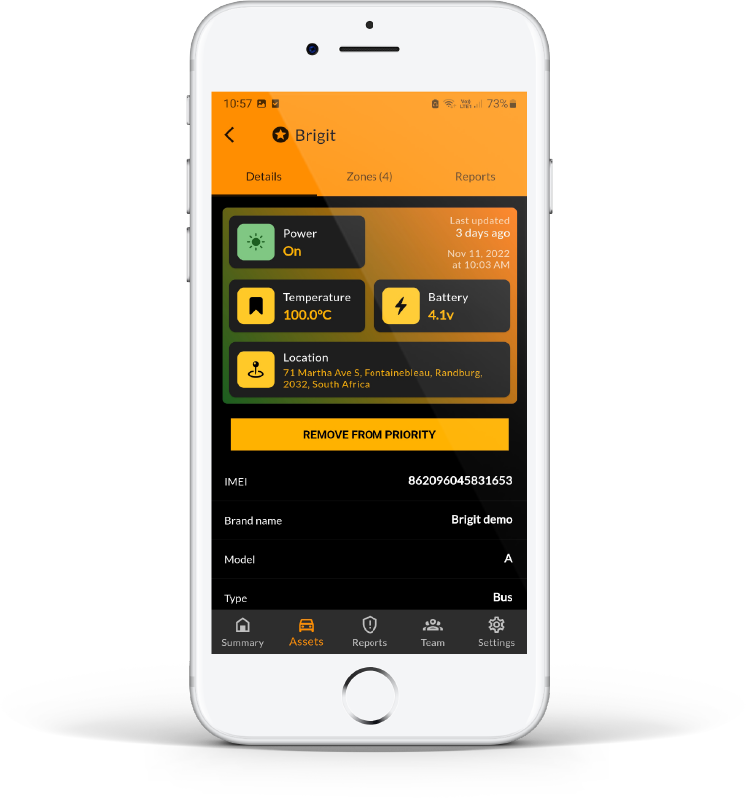 10:57 73%
Brigit
Details Zones (4) Reports
Last updated
3 days ago
Nov 11, 2022
at 10:03 AM
Power
On
Temperature
100.0°C
Battery
4.1v
Location
71 Martha Ave S, Fontainebleau, Randburg,
2032, South Africa
REMOVE FROM PRIORITY
IMEI 862096045831653
Brand name Brigit demo
Model A
Type Bus
Summary Assets Reports Team Settings